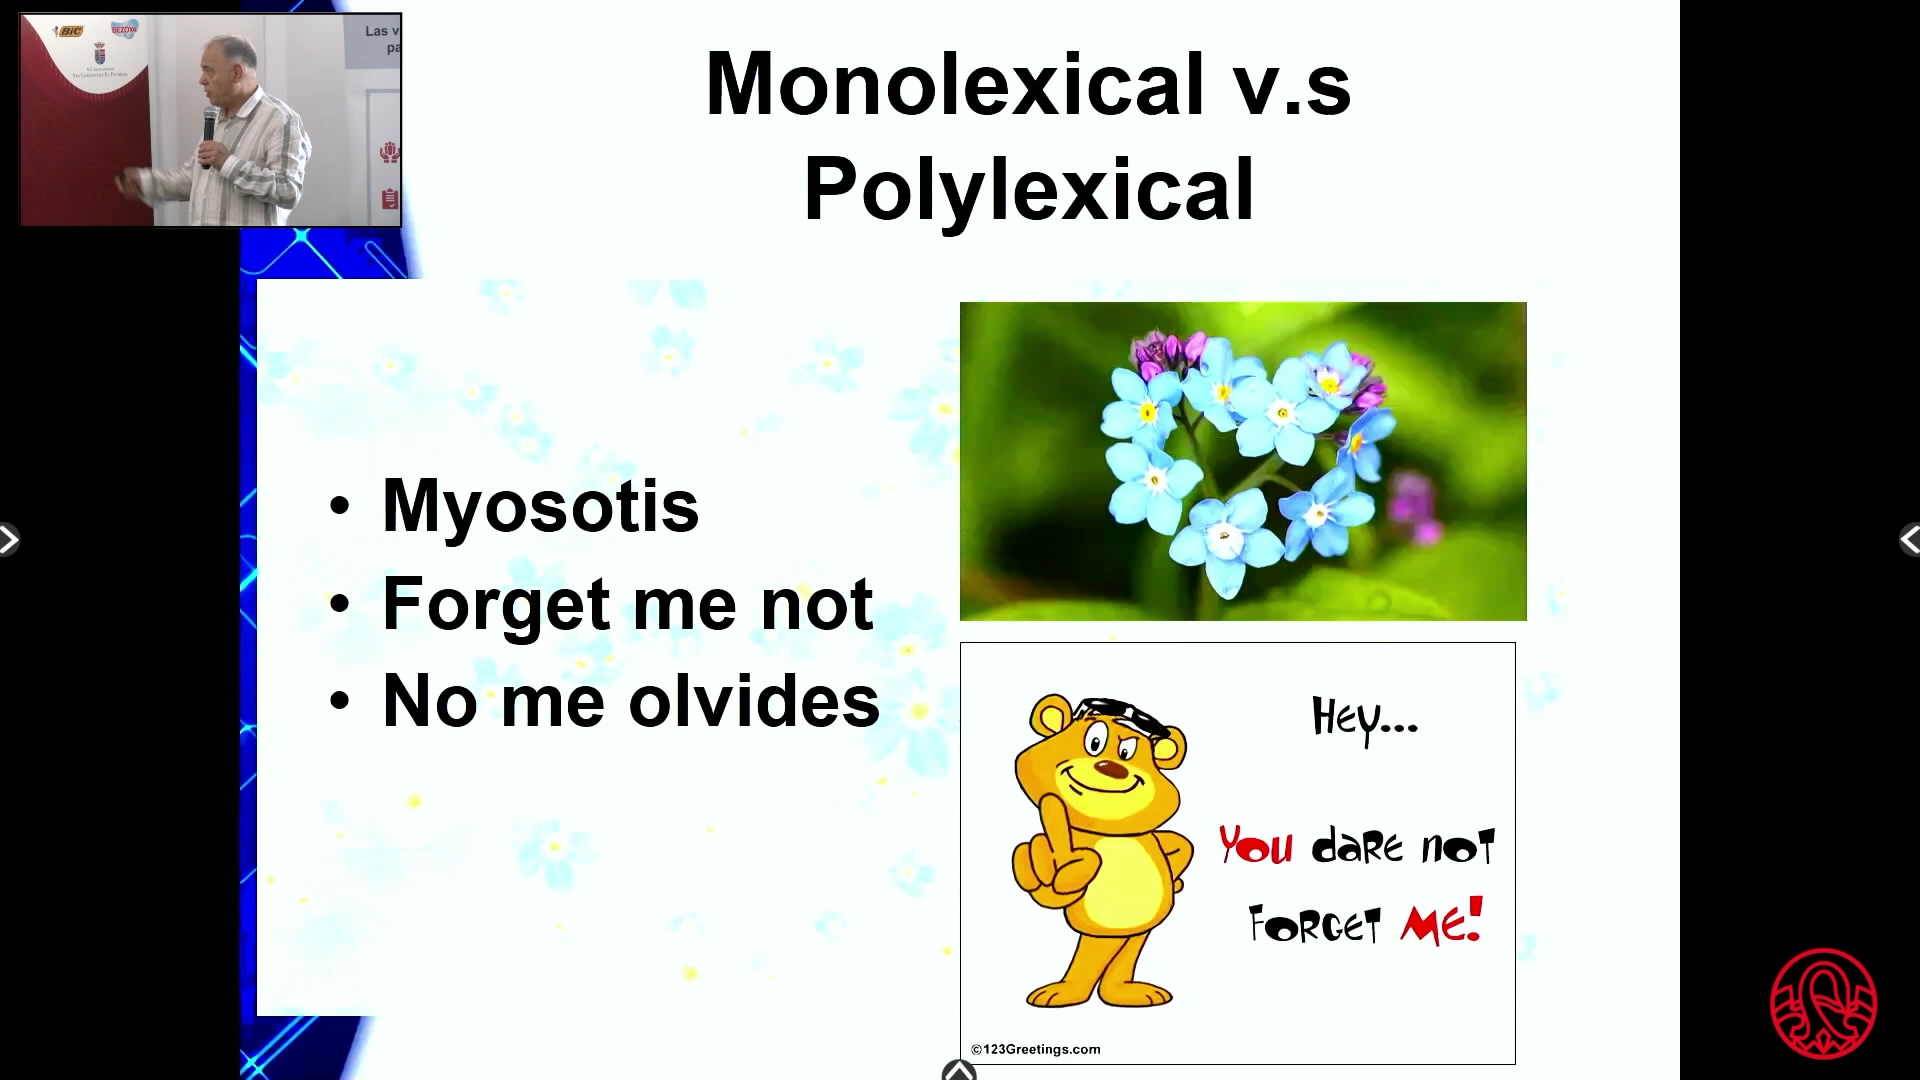 BIC
BEZOYA
Las v
pa
Monolexical v.s
Polylexical
• Myosotis
• Forget me not
• No me olvides
Hey...
You dare not
forget me!
©123Greetings.com